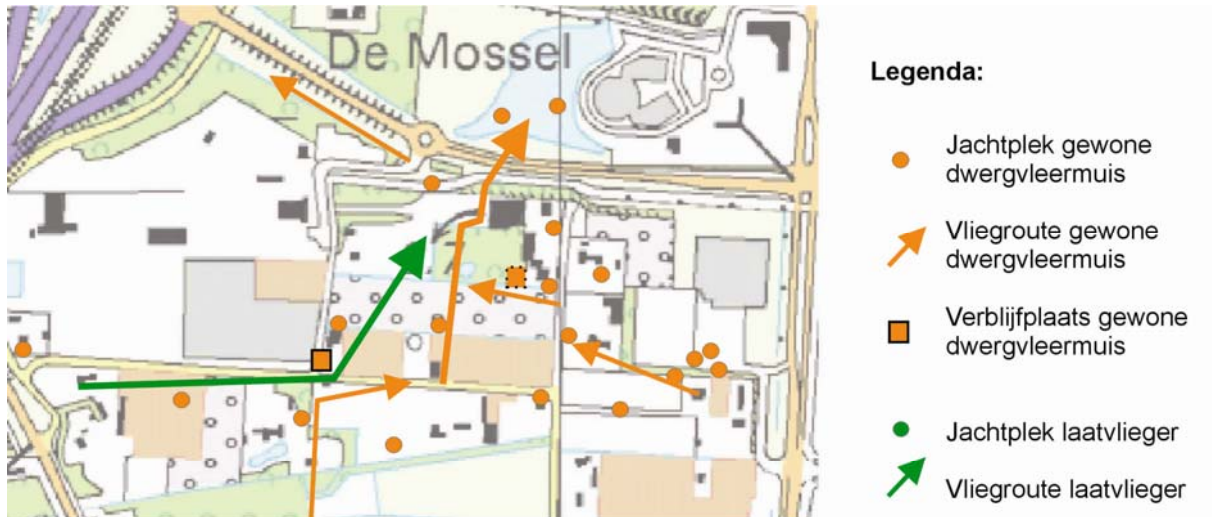 De Mossel
Legenda:
Jachtplek gewone
dwergvleermuis
Vliegroute gewone
dwergvleermuis
Verblijfplaats gewone
dwergvleermuis
Jachtplek laatvlieger
Vliegroute laatvlieger